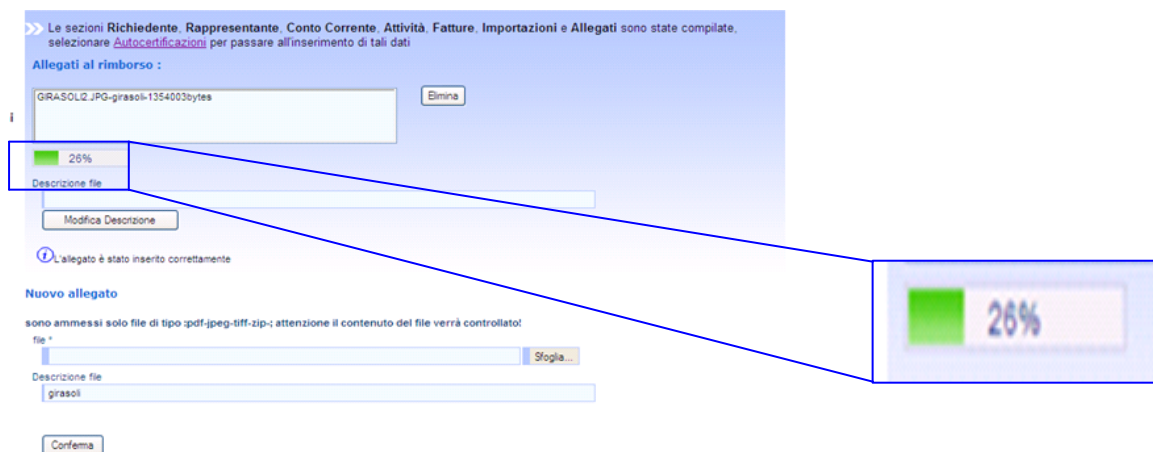 Le sezioni Richiedente, Rappresentante, Conto Corrente, Attività, Fatture, Importazioni e Allegati sono state compilate,
selezionare Autocertificazioni per passare all'inserimento di tali dati
Allegati al rimborso :
GIRASOLI2.JPG-girasoli-1354003bytes
Elimina
i
26%
Descrizione file
Modifica Descrizione
L'allegato è stato inserito correttamente
26%
Nuovo allegato
sono ammessi solo file di tipo :pdf-jpeg-tiff-zip-; attenzione il contenuto del file verrà controllato!
file *
Sfoglia...
Descrizione file
girasoli
Conferma